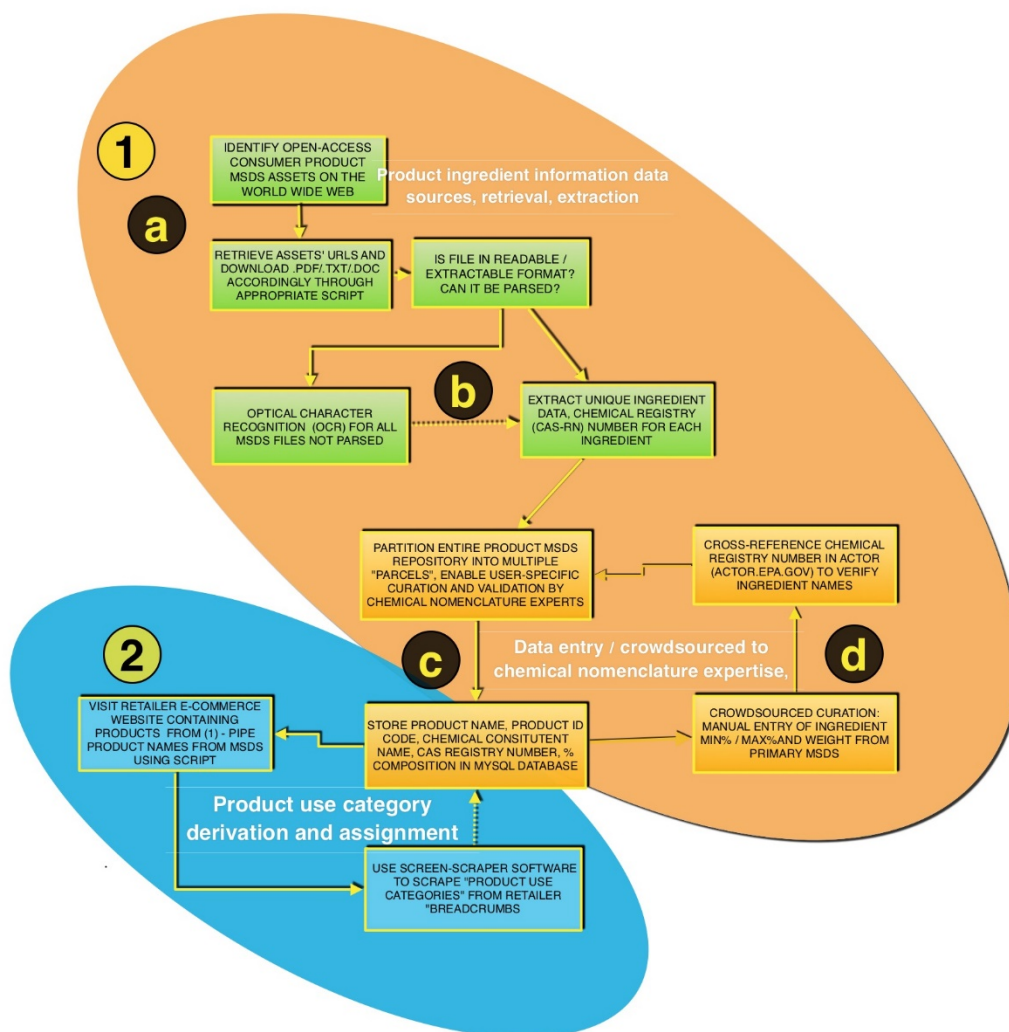 1
IDENTIFY OPEN-ACCESS
CONSUMER PRODUCT
MSDS ASSETS ON THE
WORLD WIDE WEB
Product ingredient information data
sources, retrieval, extraction
a
RETRIEVE ASSETS' URLS AND
DOWNLOAD .PDF/.TXT/.DOC
ACCORDINGLY THROUGH
APPROPRIATE SCRIPT
IS FILE IN READABLE /
EXTRACTABLE FORMAT?
CAN IT BE PARSED?
b
OPTICAL CHARACTER
RECOGNITION (OCR) FOR ALL
MSDS FILES NOT PARSED
EXTRACT UNIQUE INGREDIENT
DATA, CHEMICAL REGISTRY
(CAS-RN) NUMBER FOR EACH
INGREDIENT
PARTITION ENTIRE PRODUCT MSDS
REPOSITORY INTO MULTIPLE
"PARCELS", ENABLE USER-SPECIFIC
CURATION AND VALIDATION BY
CHEMICAL NOMENCLATURE EXPERTS
CROSS-REFERENCE CHEMICAL
REGISTRY NUMBER IN ACTOR
(ACTOR.EPA.GOV) TO VERIFY
INGREDIENT NAMES
c
Data entry / crowdsourced to
chemical nomenclature expertise,
d
2
VISIT RETAILER E-COMMERCE
WEBSITE CONTAINING
PRODUCTS FROM (1) - PIPE
PRODUCT NAMES FROM MSDS
USING SCRIPT
STORE PRODUCT NAME, PRODUCT ID
CODE, CHEMICAL CONSITUTENT
NAME, CAS REGISTRY NUMBER, %
COMPOSITION IN MYSQL DATABASE
CROWDSOURCED CURATION:
MANUAL ENTRY OF INGREDIENT
MIN% / MAX%AND WEIGHT FROM
PRIMARY MSDS
Product use category
derivation and assignment
USE SCREEN-SCRAPER SOFTWARE
TO SCRAPE "PRODUCT USE
CATEGORIES" FROM RETAILER
"BREADCRUMBS